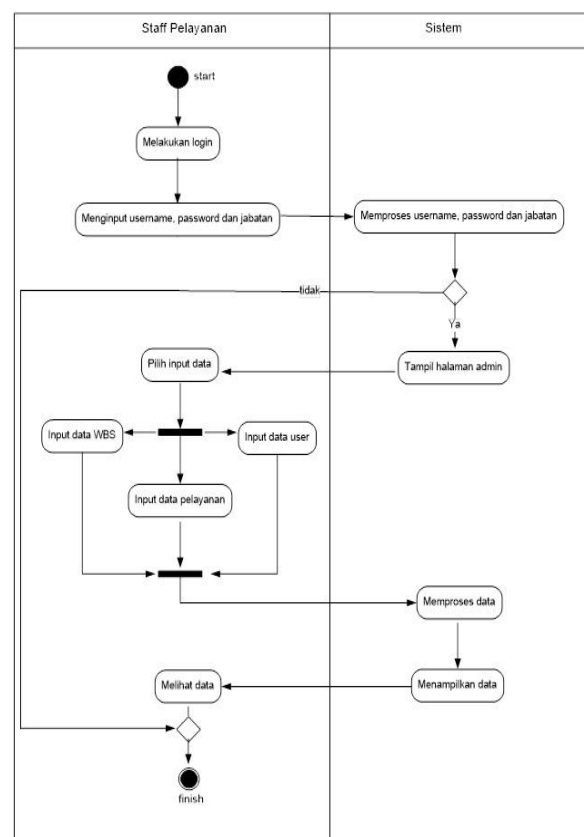 Staff Pelayanan
Sistem
start
Melakukan login
Menginput username, password dan jabatan
Memproses username, password dan jabatan
tidak
Ya
Pilih input data
Tampil halaman admin
Input data WBS
Input data user
Input data pelayanan
Memproses data
Melihat data
Menampilkan data
finish